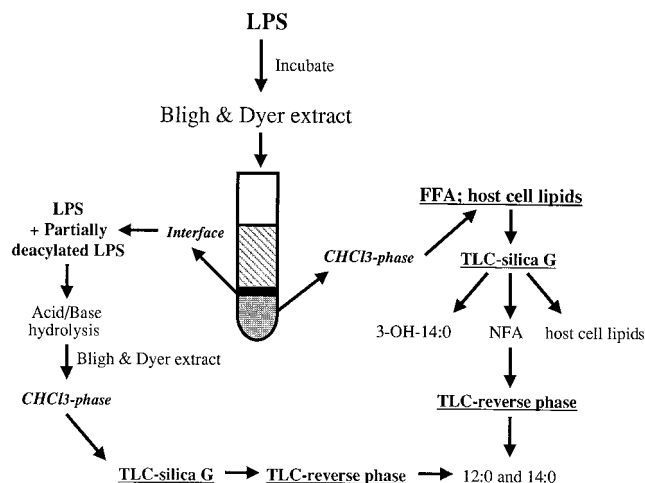 LPS
Incubate
Bligh & Dyer extract
LPS
+ Partially
deacylated LPS
Interface
CHCl3-phase
FFA; host cell lipids
TLC-silica G
3-OH-14:0
NFA
host cell lipids
Acid/Base
hydrolysis
Bligh & Dyer extract
CHCl3-phase
TLC-reverse phase
TLC-silica G
TLC-reverse phase
12:0 and 14:0